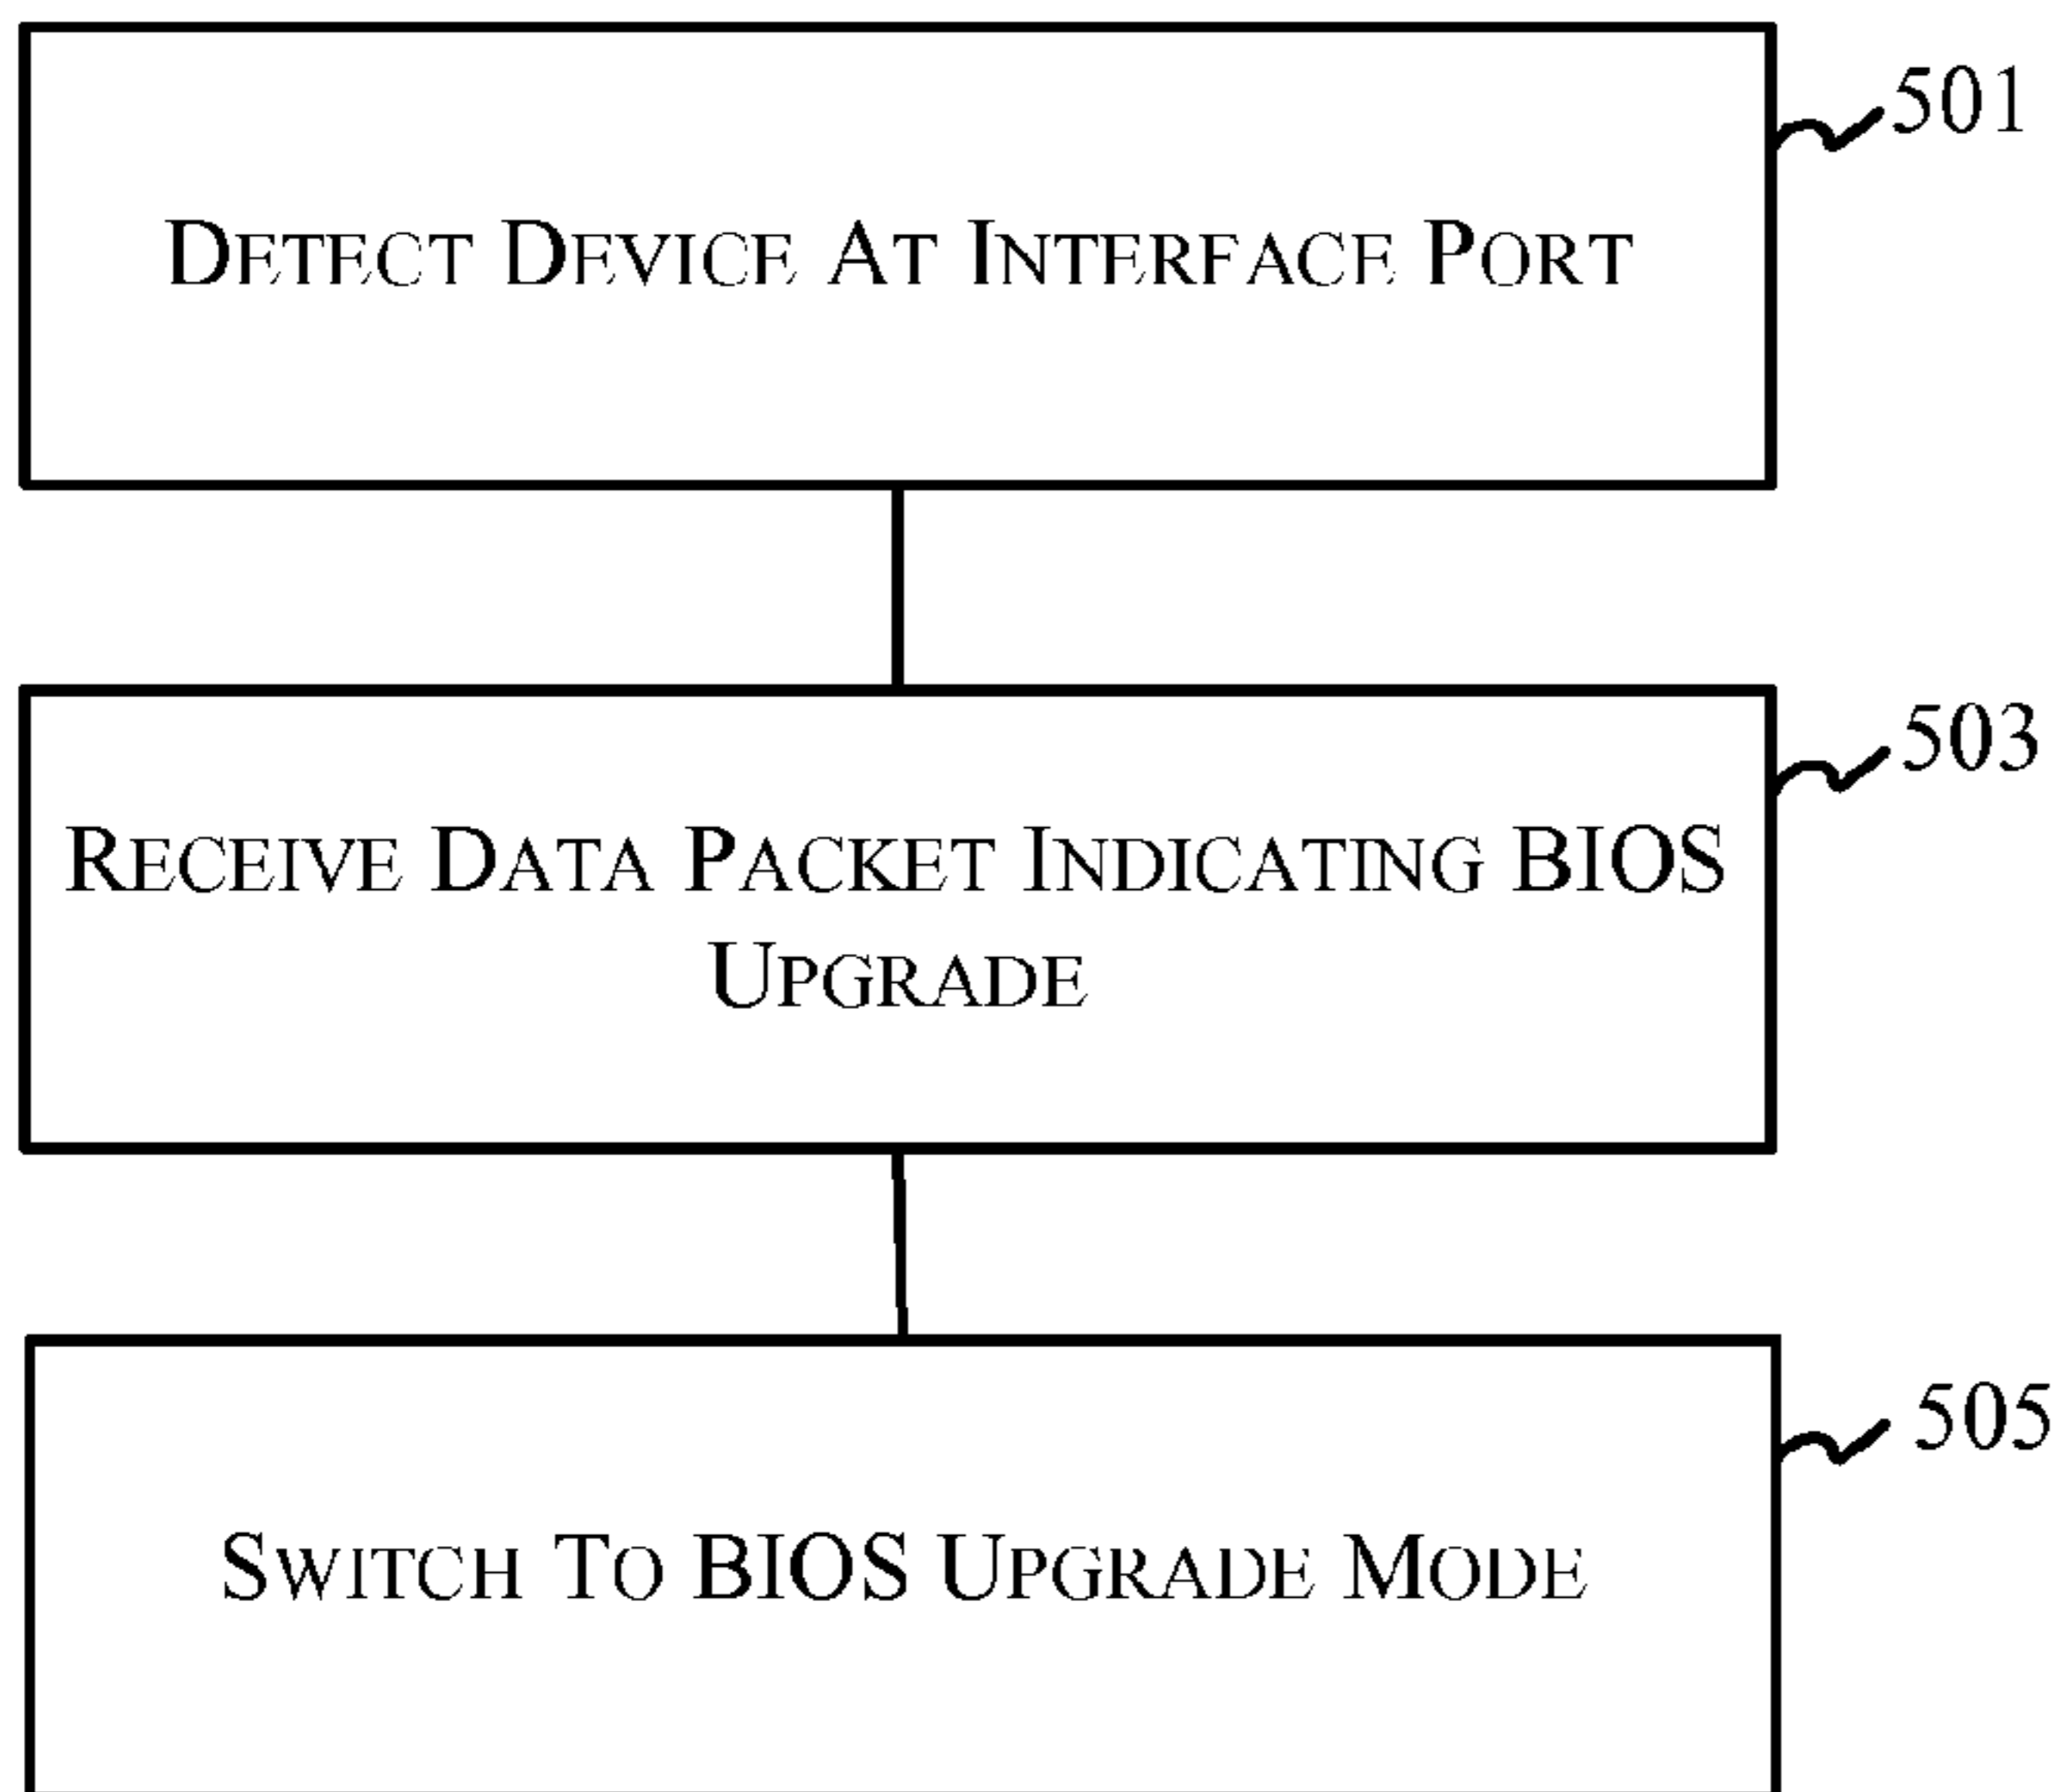 501
DETECT DEVICE AT INTERFACE PORT
503
RECEIVE DATA PACKET INDICATING BIOS
UPGRADE
505
SWITCH TO BIOS UPGRADE MODE